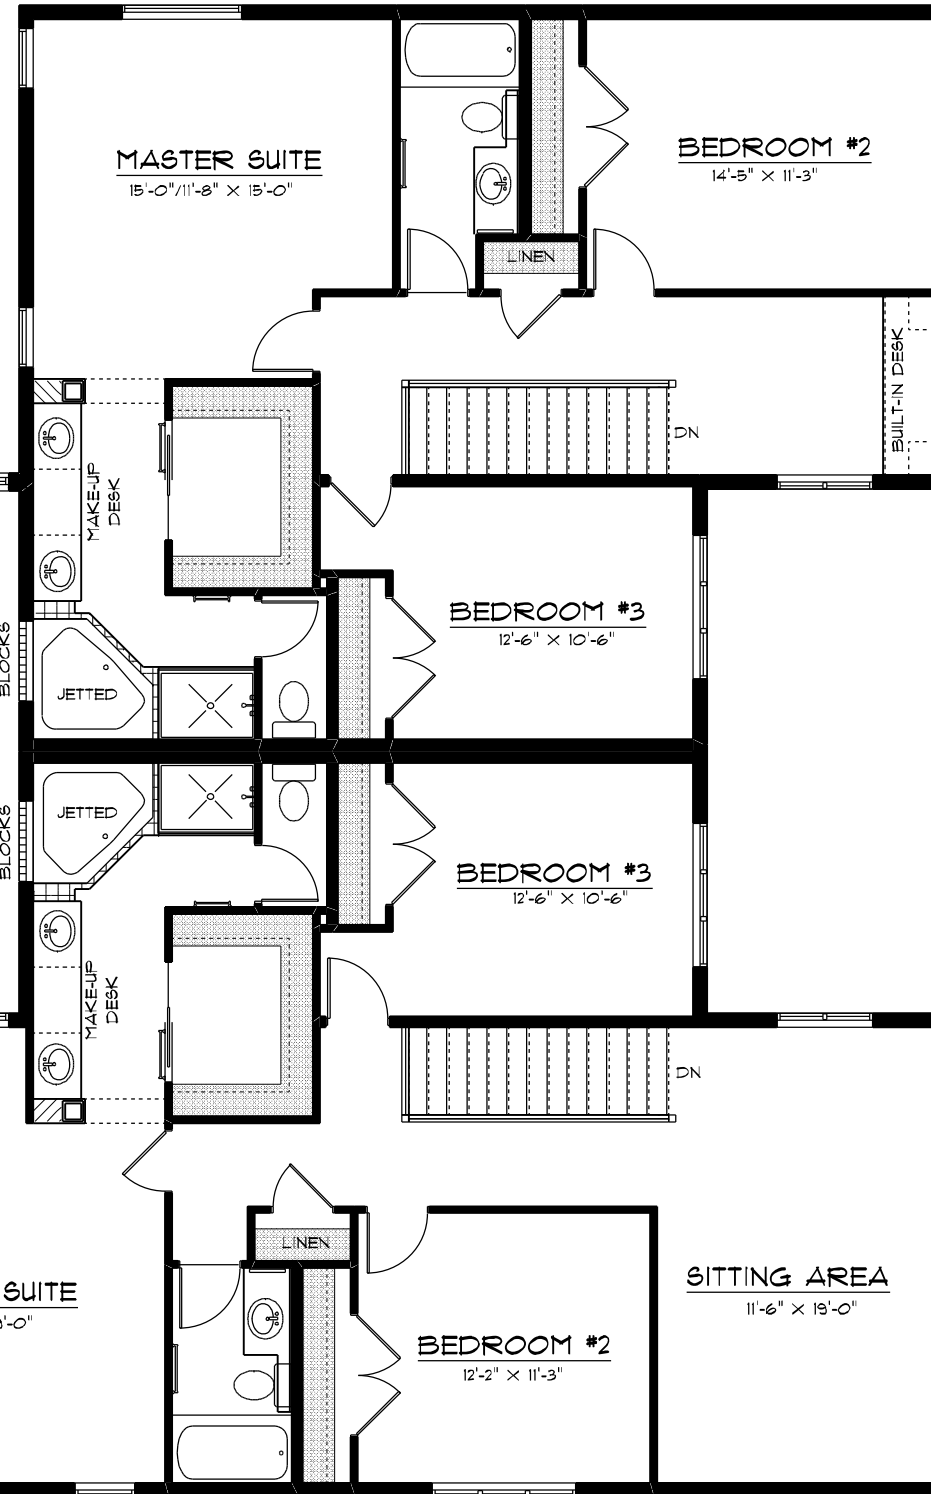 MASTER SUITE
15'-0"/11'-8" X 15'-0"
BEDROOM #2
14'-5" X 11'-3"
LINEN
BUILT-IN DESK
DN
MAKE-UP
DESK
BEDROOM #3
12'-6" X 10'-6"
BLOCKS
JETTED
JETTED
BLOCKS
BEDROOM #3
12'-6" X 10'-6"
MAKE-UP
DESK
DN
LINEN
SUITE
'-0"
SITTING AREA
11'-6" X 19'-0"
BEDROOM #2
12'-2" X 11'-3"